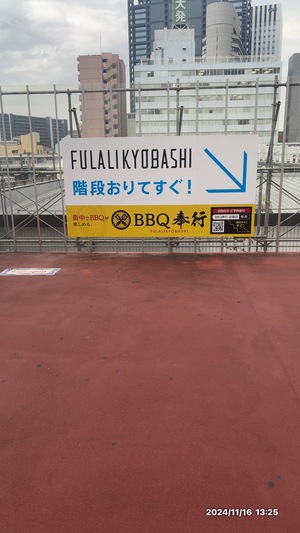 大発
FULALI KYOBASHI
階段おりてすぐ!
街中でBBQが
楽しめる。
BBQ奉行
FULALI KYOBASHI
2024/11/16 13:25